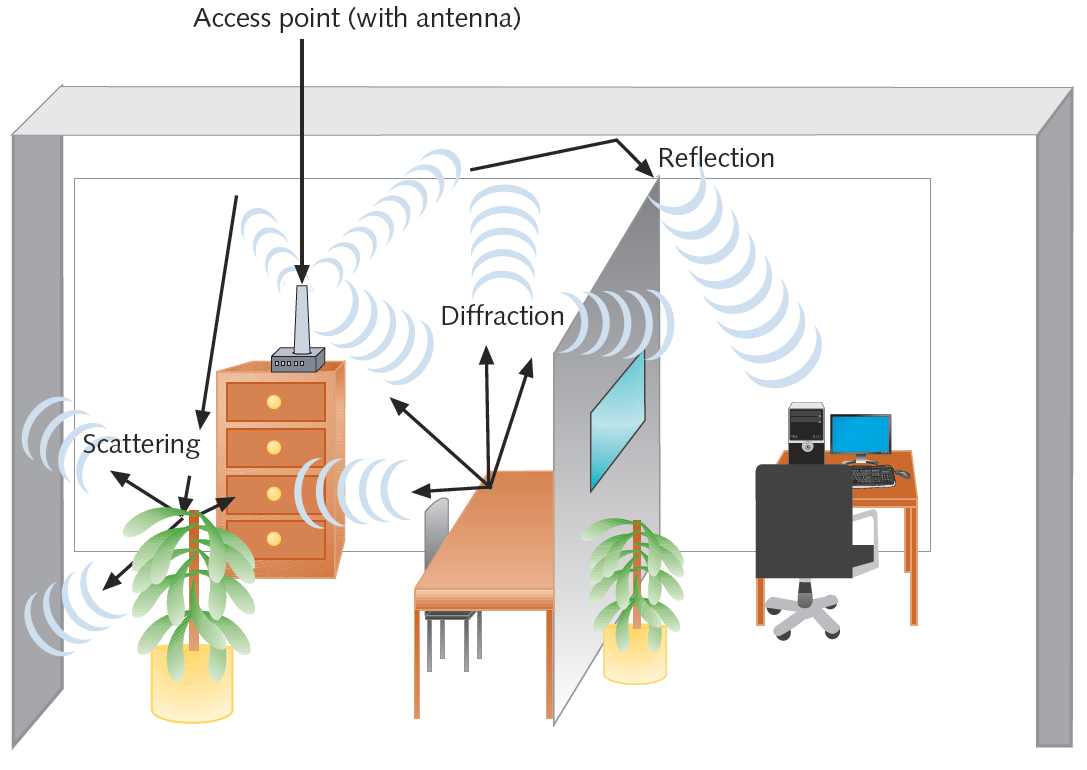 Access point (with antenna)
Reflection
Diffraction
Scattering